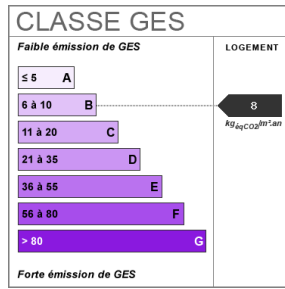 CLASSE GES
Faible émission de GES
LOGEMENT
≤ 5 A
6 à 10 B
8
kgéqCO2/m².an
11 à 20 C
21 à 35 D
36 à 55 E
56 à 80 F
> 80 G
Forte émission de GES